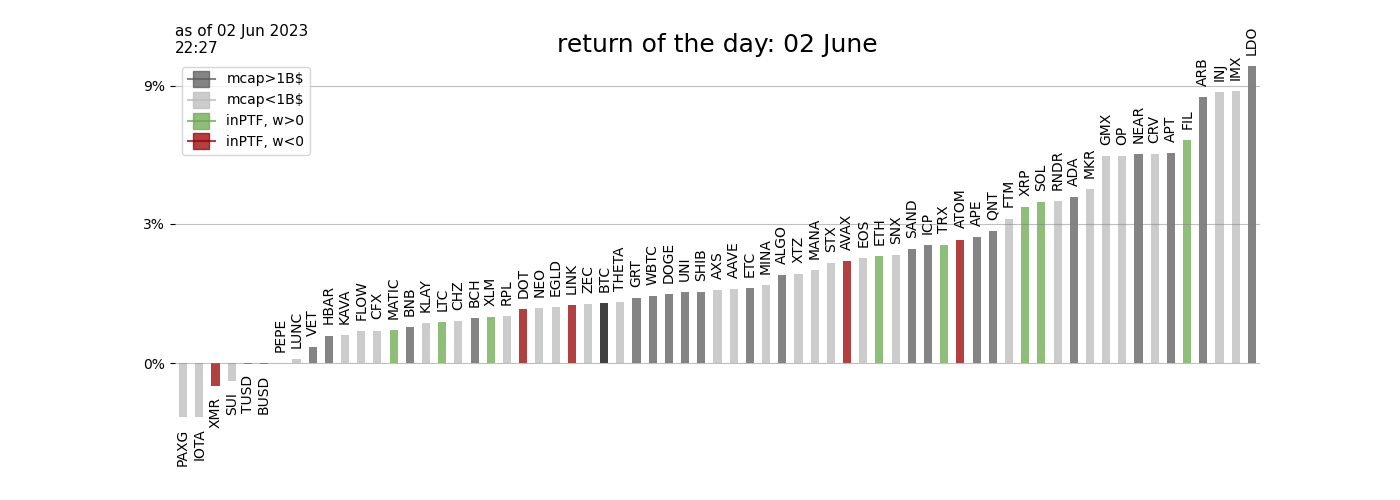 as of 02 Jun 2023
22:27
return of the day: 02 June
mcap>1B$
mcap<1B$
inPTF, w>0
inPTF, w<0
9%
3%
0%
PAXG
IOTA
XMR
SUI
TUSD
BUSD
PEPE
LUNC
VET
HBAR
KAVA
FLOW
CFX
MATIC
BNB
KLAY
LTC
CHZ
BCH
XLM
RPL
DOT
NEO
EGLD
LINK
ZEC
BTC
THETA
GRT
WBTC
DOGE
UNI
SHIB
AXS
AAVE
ETC
MINA
ALGO
XTZ
MANA
STX
AVAX
EOS
ETH
SNX
SAND
ICP
TRX
ATOM
APE
QNT
FTM
XRP
SOL
RNDR
ADA
MKR
GMX
OP
NEAR
CRV
APT
FIL
ARB
INJ
IMX
LDO